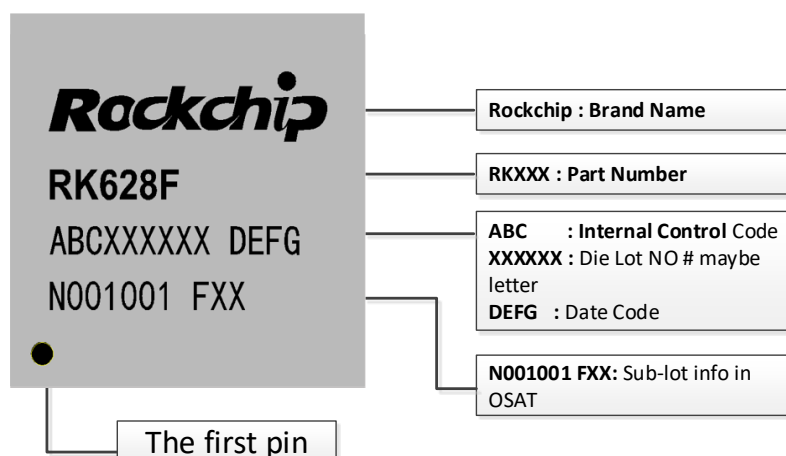 Rockchip
RK628F
ABCXXXXXX DEFG
N001001 FXX
The first pin
Rockchip : Brand Name
RKXXX : Part Number
ABC : Internal Control Code
XXXXXX : Die Lot NO # maybe
letter
DEFG : Date Code
N001001 FXX: Sub-lot info in
OSAT